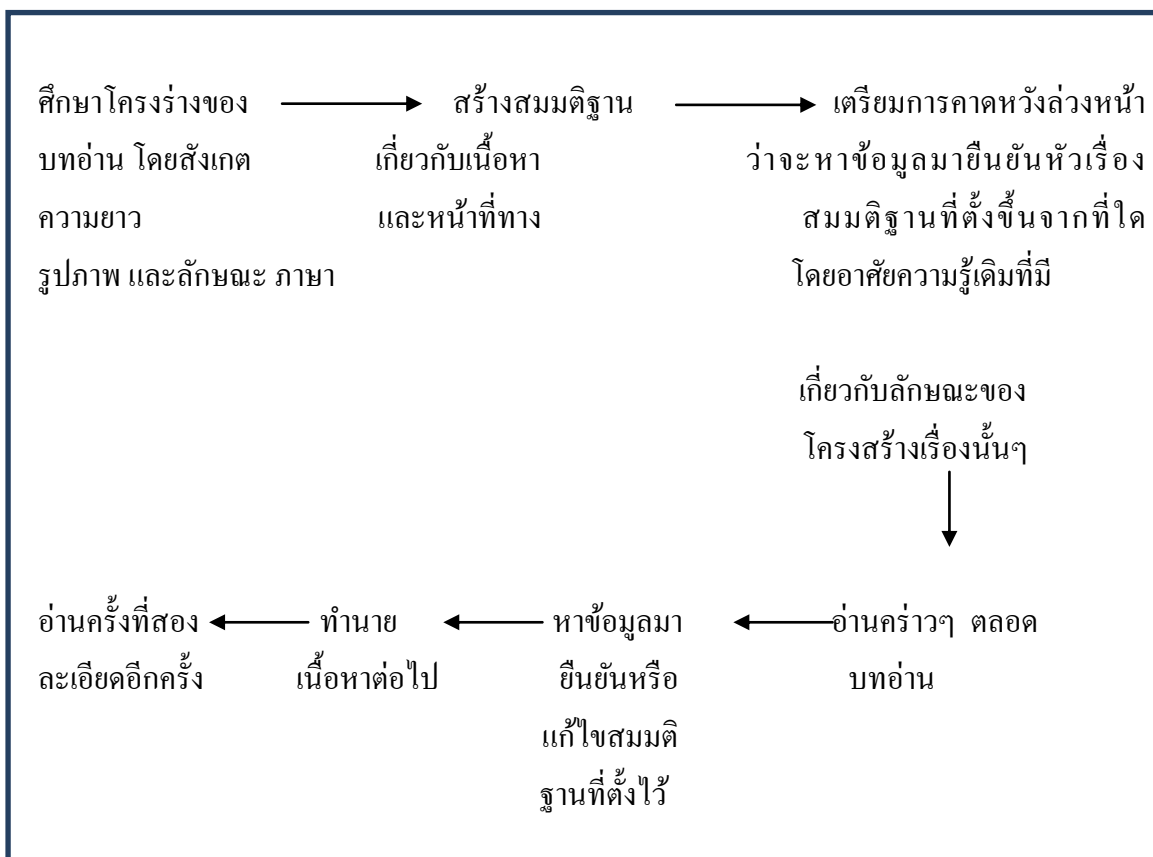 ศึกษาโครงร่างของ
บทอ่าน โดยสังเกต
ความยาว
รูปภาพ และลักษณะ ภาษา
สร้างสมมติฐาน
เกี่ยวกับเนื้อหา
และหน้าที่ทาง
เตรียมการคาดหวังล่วงหน้า
ว่าจะหาข้อมูลมายืนยันหัวเรื่อง
สมมติฐานที่ตั้งขึ้นจากที่ใด
โดยอาศัยความรู้เดิมที่มี
เกี่ยวกับลักษณะของ
โครงสร้างเรื่องนั้นๆ
อ่านคร่าวๆ ตลอด
บทอ่าน
หาข้อมูลมา
ยืนยันหรือ
แก้ไขสมมติ
ฐานที่ตั้งไว้
ทำนาย
เนื้อหาต่อไป
อ่านครั้งที่สอง
ละเอียดอีกครั้ง